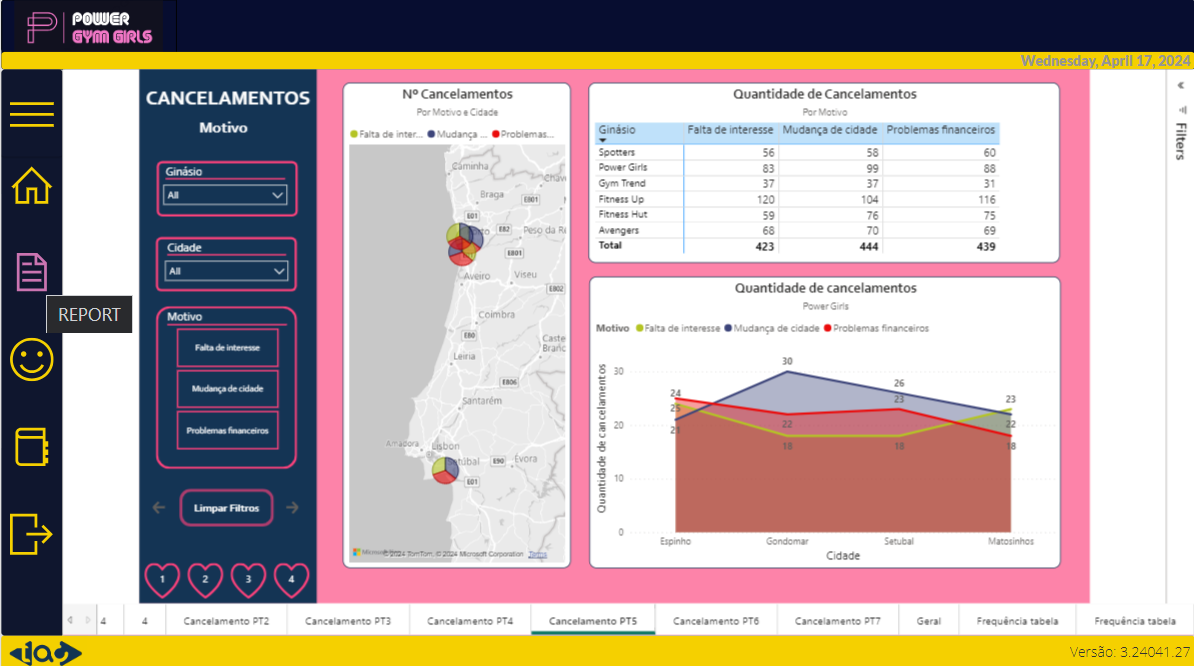 POWER
GYM GIRLS
Wednesday, April 17, 2024
CANCELAMENTOS
Motivo
Ginásio
All
Cidade
All
Motivo
Falta de interesse
Mudança de cidade
Problemas financeiros
Limpar Filtros
1 2 3 4
REPORT
Nº Cancelamentos
Por Motivo e Cidade
Falta de inter... Mudança ... Problemas...
Caminha
Chav
Braga
E801
E01
E82
Peso da R
E801
Aveiro
Viseu
E802
Coimbra
E80
Caste
Branc
Leiria
E806
Santarém
Amadora
Lisbon
Setúbal
E90
Évora
E01
© 2024 TomTom, © 2024 Microsoft Corporation Terms
Quantidade de Cancelamentos
Por Motivo
Ginásio Falta de interesse Mudança de cidade Problemas financeiros
Spotters 56 58 60
Power Girls 83 99 88
Gym Trend 37 37 31
Fitness Up 120 104 116
Fitness Hut 59 76 75
Avengers 68 70 69
Total 423 444 439
Quantidade de cancelamentos
Power Girls
Motivo Falta de interesse Mudança de cidade Problemas financeiros
Quantidade de cancelamentos
30
20
10
0
24
25
21
30
22
18
26
23
18
23
22
18
Espinho Gondomar Setubal Matosinhos
Cidade
Filters
4 4 Cancelamento PT2 Cancelamento PT3 Cancelamento PT4 Cancelamento PT5 Cancelamento PT6 Cancelamento PT7 Geral Frequência tabela Frequência tabela
Versão: 3.24041.27